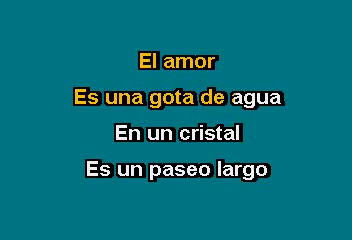 El amor
Es una gota de agua
En un cristal
Es un paseo largo